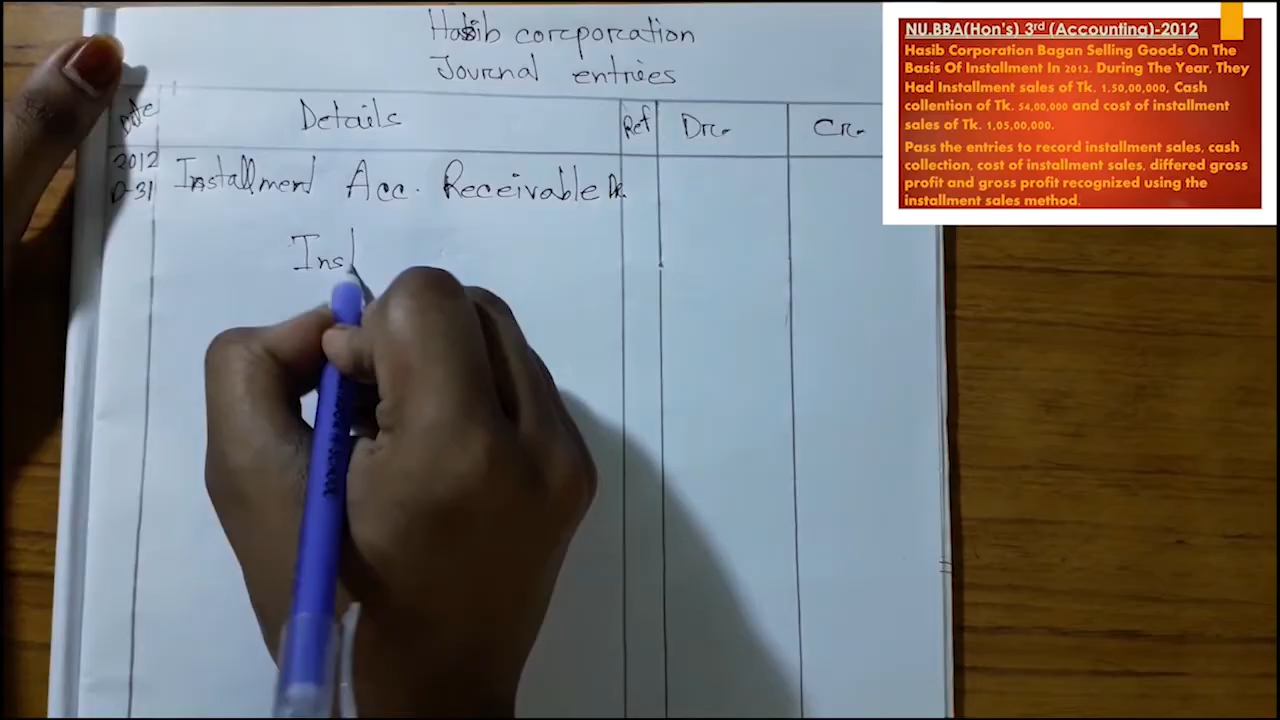 Hasib corporation
Journal entries
Date Details Ref Dr. Cr.
2012 Installment Acc. Receivable Dr.
D-31
Ins
NU.BBA(Hon's) 3rd (Accounting)-2012
Hasib Corporation Bagan Selling Goods On The
Basis Of Installment In 2012. During The Year, They
Had Installment sales of Tk. 1,50,00,000, Cash
collention of Tk. 54,00,000 and cost of installment
sales of Tk. 1,05,00,000.
Pass the entries to record installment sales, cash
collection, cost of installment sales, differed gross
profit and gross profit recognized using the
installment sales method.